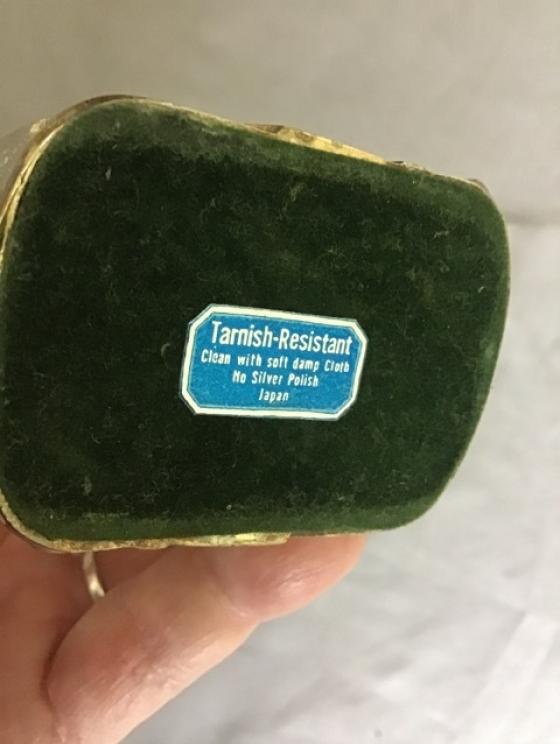 Tarnish-Resistant
Clean with soft damp Cloth
No Silver Polish
Japan